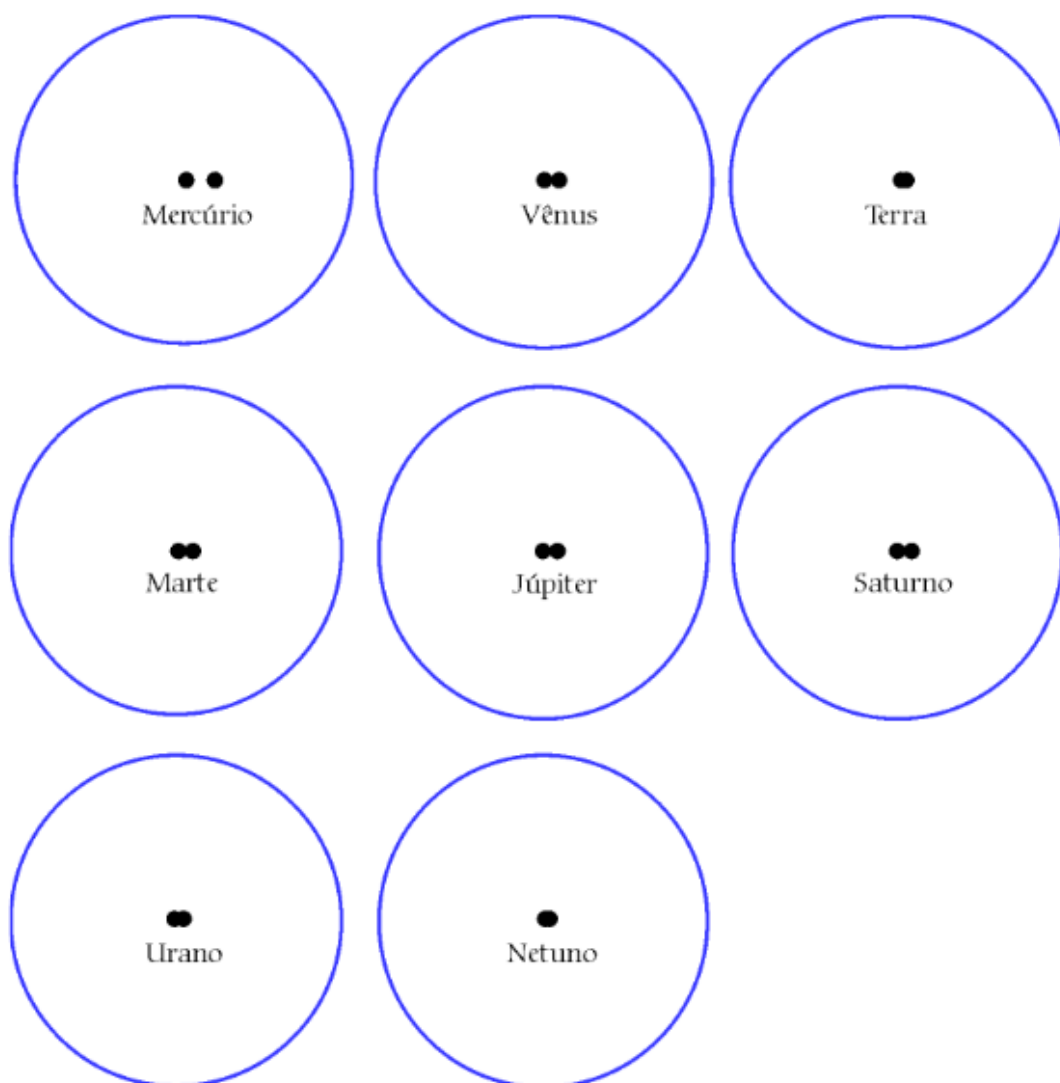 Mercúrio
Vênus
Terra
Marte
Júpiter
Saturno
Urano
Netuno